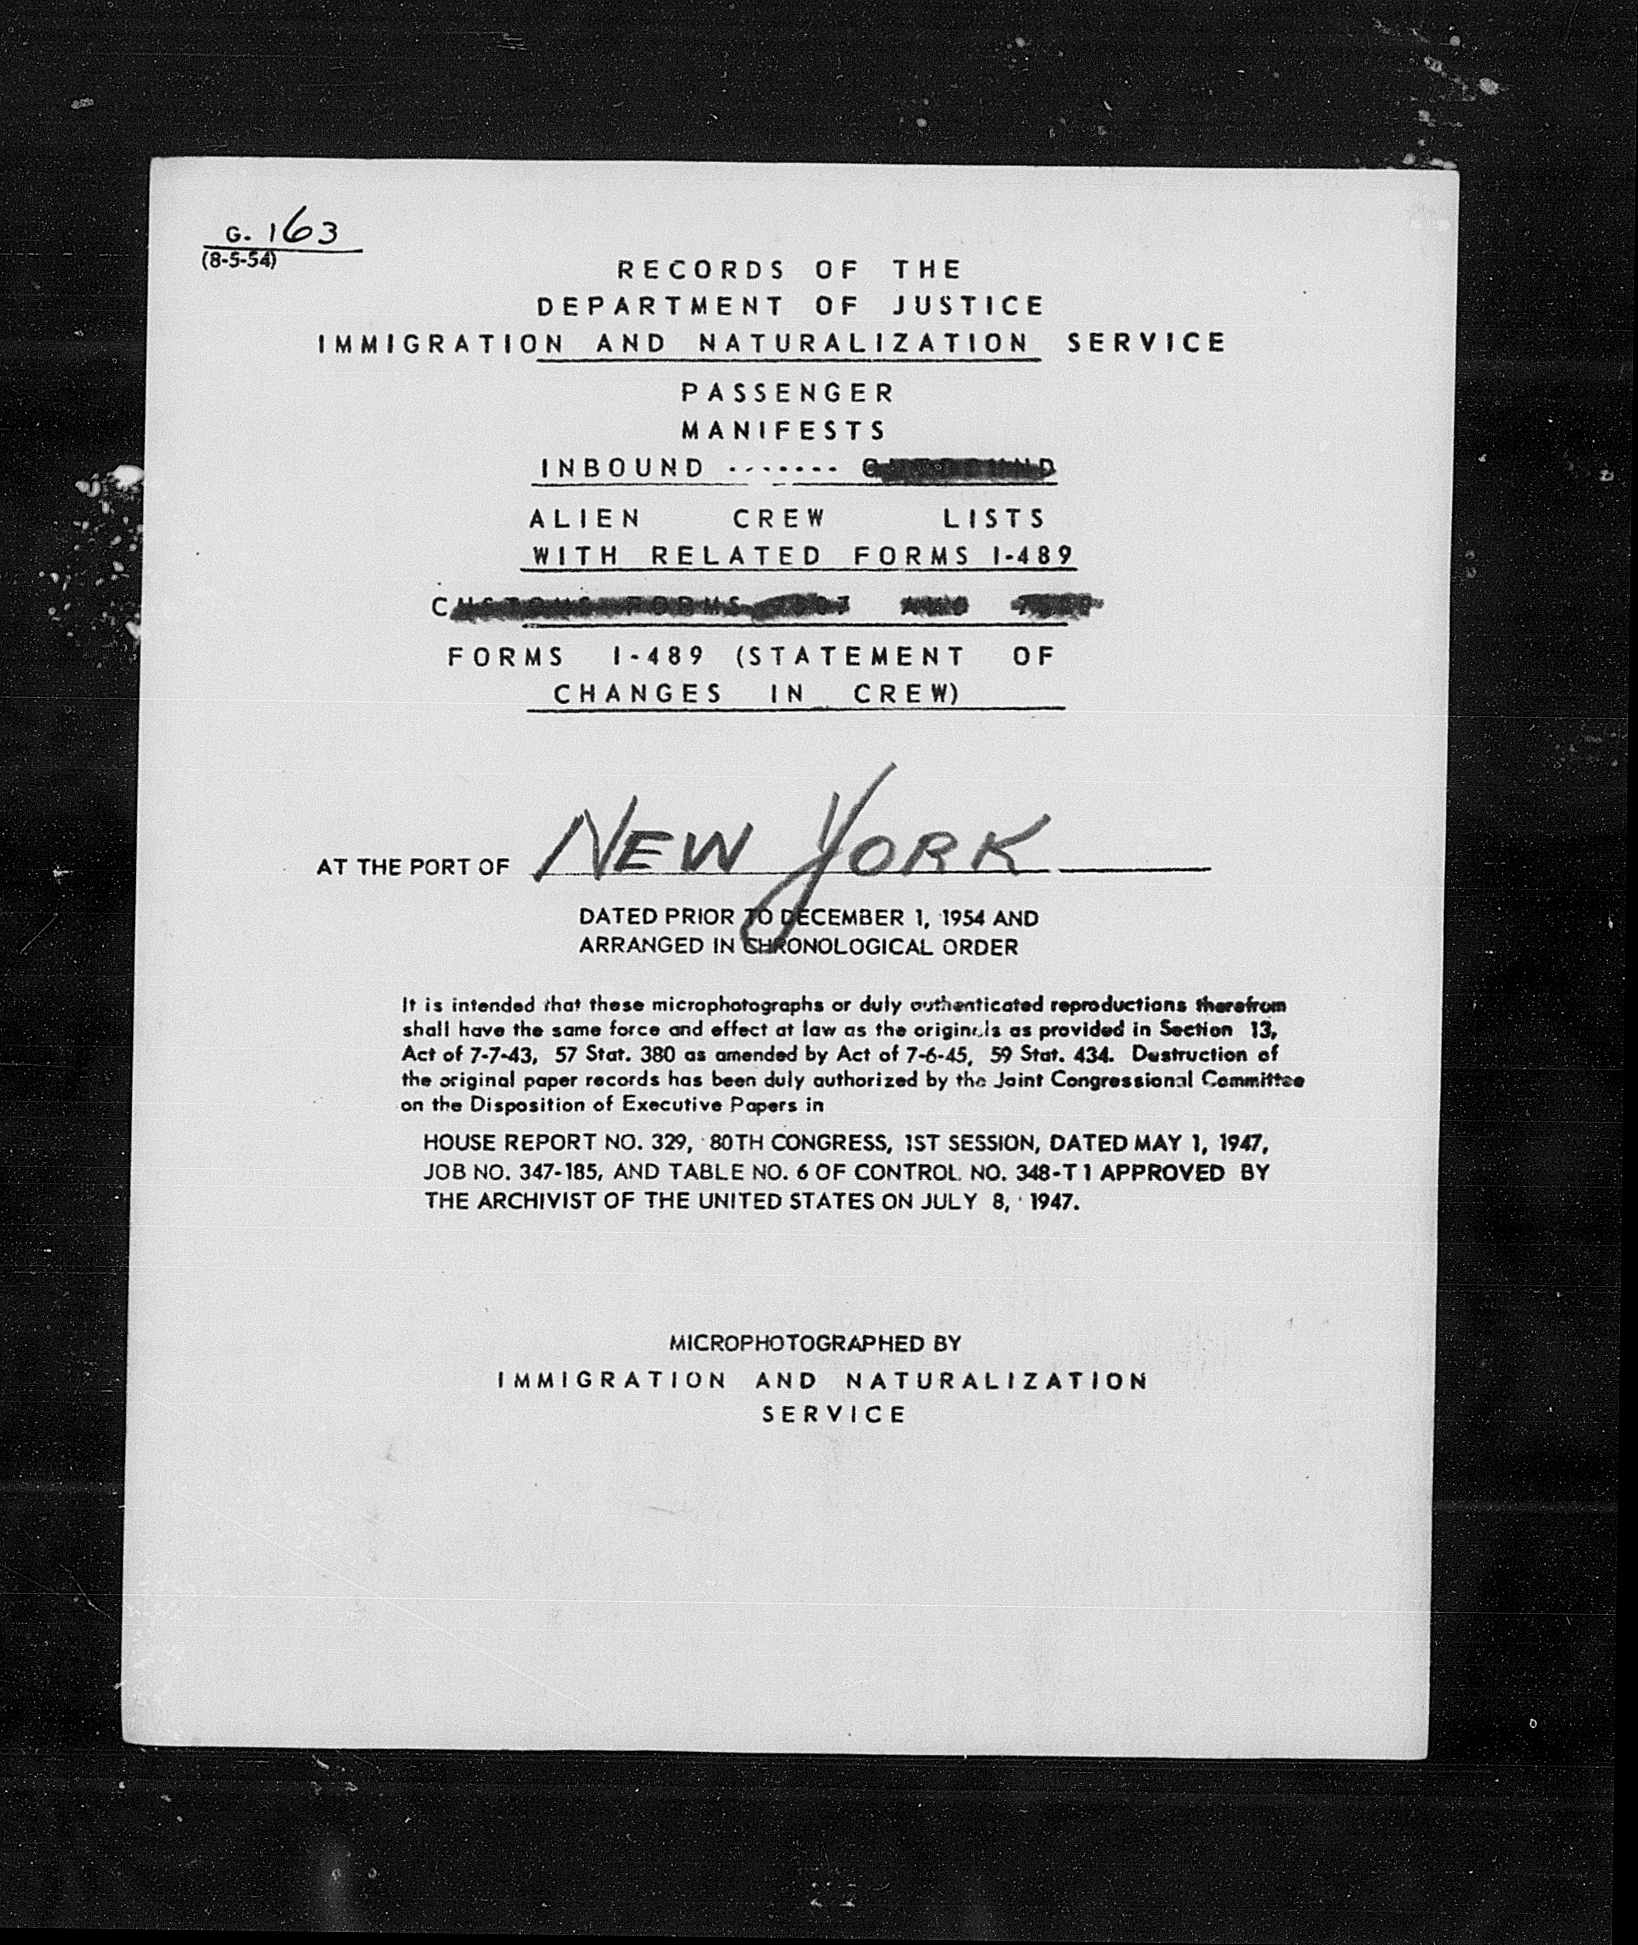 G. 163
(8-5-54)
RECORDS OF THE
DEPARTMENT OF JUSTICE
IMMIGRATION AND NATURALIZATION SERVICE
PASSENGER
MANIFESTS
INBOUND ·······
ALIEN CREW LISTS
WITH RELATED FORMS I-489
FORMS I-489 (STATEMENT OF
CHANGES IN CREW)
AT THE PORT OF NEW YORK
DATED PRIOR TO DECEMBER 1, 1954 AND
ARRANGED IN CHRONOLOGICAL ORDER
It is intended that these microphotographs or duly authenticated reproductions therefrom
shall have the same force and effect at law as the originals as provided in Section 13,
Act of 7-7-43, 57 Stat. 380 as amended by Act of 7-6-45, 59 Stat. 434. Destruction of
the original paper records has been duly authorized by the Joint Congressional Committee
on the Disposition of Executive Papers in
HOUSE REPORT NO. 329, 80TH CONGRESS, 1ST SESSION, DATED MAY 1, 1947,
JOB NO. 347-185, AND TABLE NO. 6 OF CONTROL NO. 348-T1 APPROVED BY
THE ARCHIVIST OF THE UNITED STATES ON JULY 8, 1947.
MICROPHOTOGRAPHED BY
IMMIGRATION AND NATURALIZATION
SERVICE